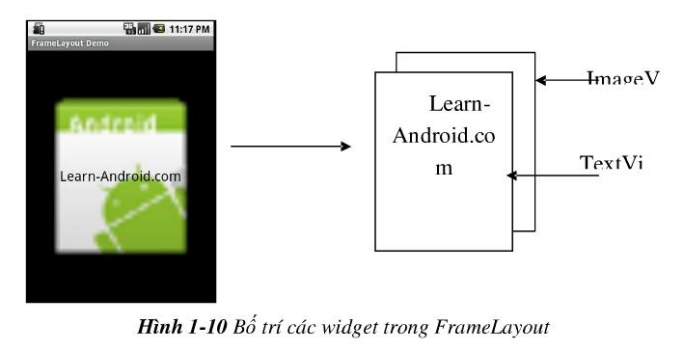 11:17 PM
FrameLayout Demo
Android
Learn-Android.com
Learn-
Android.co
m
ImageV
TextVi
Hình 1-10 Bố trí các widget trong FrameLayout